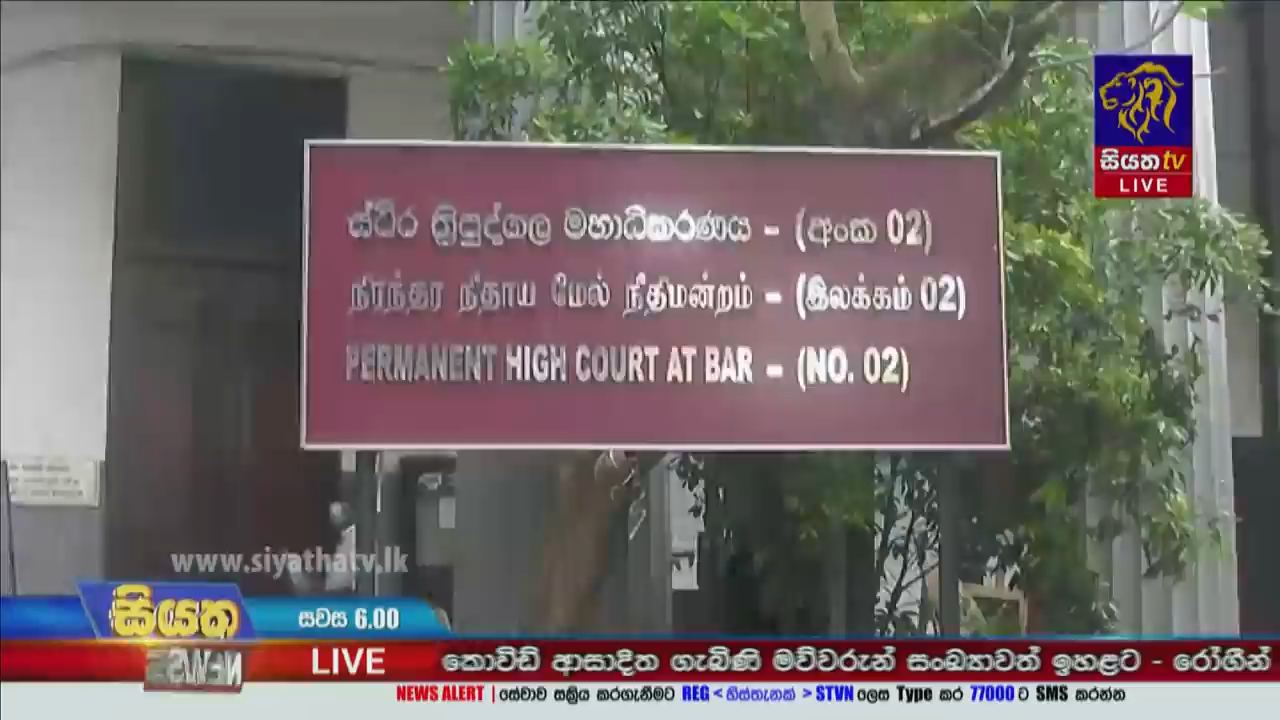 සියත tv
LIVE
ස්ථිර ත්‍රිපුද්ගල මහාධිකරණය - (අංක 02)
நிரந்தர நீதாய மேல் நீதிமன்றம் - (இலக்கம் 02)
PERMANENT HIGH COURT AT BAR - (NO. 02)
www.siyathatv.lk
සියත
සවස 6.00
LIVE
කොවිඩ් ආසාදිත ගැබිණි මව්වරුන් සංඛ්‍යාවත් ඉහළට - රෝගීන්
NEWS ALERT | සේවාව සක්‍රිය කරගැනීමට REG < හිස්තැනක් > STVN ලෙස Type කර 77000 ට SMS කරන්න